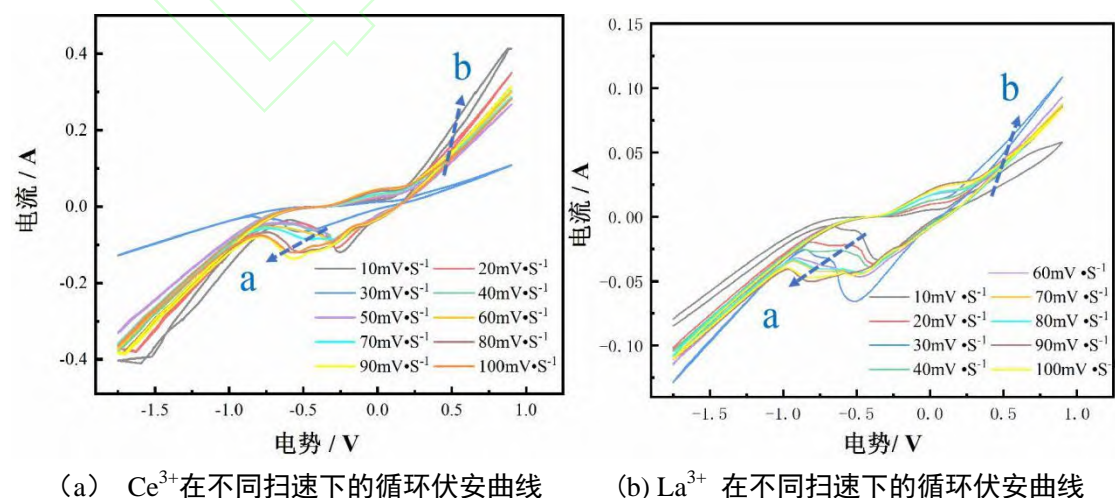 0.4
0.2
0.0
-0.2
-0.4
电流 / A
-1.5 -1.0 -0.5 0.0 0.5 1.0
电势 / V
a
b
10mV•S⁻¹ 20mV•S⁻¹
30mV•S⁻¹ 40mV•S⁻¹
50mV•S⁻¹ 60mV•S⁻¹
70mV•S⁻¹ 80mV•S⁻¹
90mV•S⁻¹ 100mV•S⁻¹
(a) Ce³⁺在不同扫速下的循环伏安曲线
0.15
0.10
0.05
0.00
-0.05
-0.10
电流 / A
-1.5 -1.0 -0.5 0.0 0.5 1.0
电势/ V
a
b
60mV •S⁻¹
10mV •S⁻¹ 70mV •S⁻¹
20mV •S⁻¹ 80mV •S⁻¹
30mV •S⁻¹ 90mV •S⁻¹
40mV •S⁻¹ 100mV •S⁻¹
(b) La³⁺ 在不同扫速下的循环伏安曲线